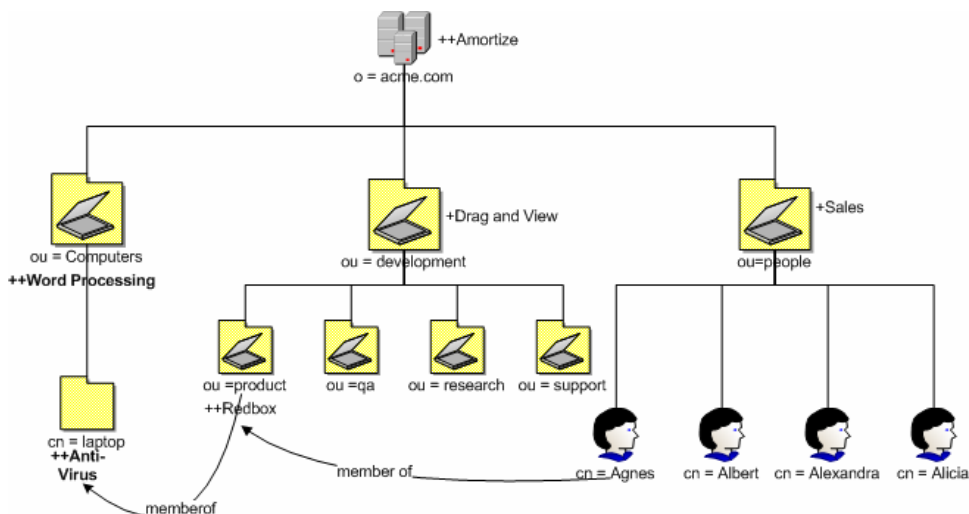 ++Amortize
o = acme.com
+Drag and View
+Sales
ou = Computers
++Word Processing
ou = development
ou=people
ou =product
++Redbox
ou =qa
ou = research
ou = support
cn = laptop
++Anti-
Virus
member of
cn = Agnes
cn = Albert
cn = Alexandra
cn = Alicia
memberof